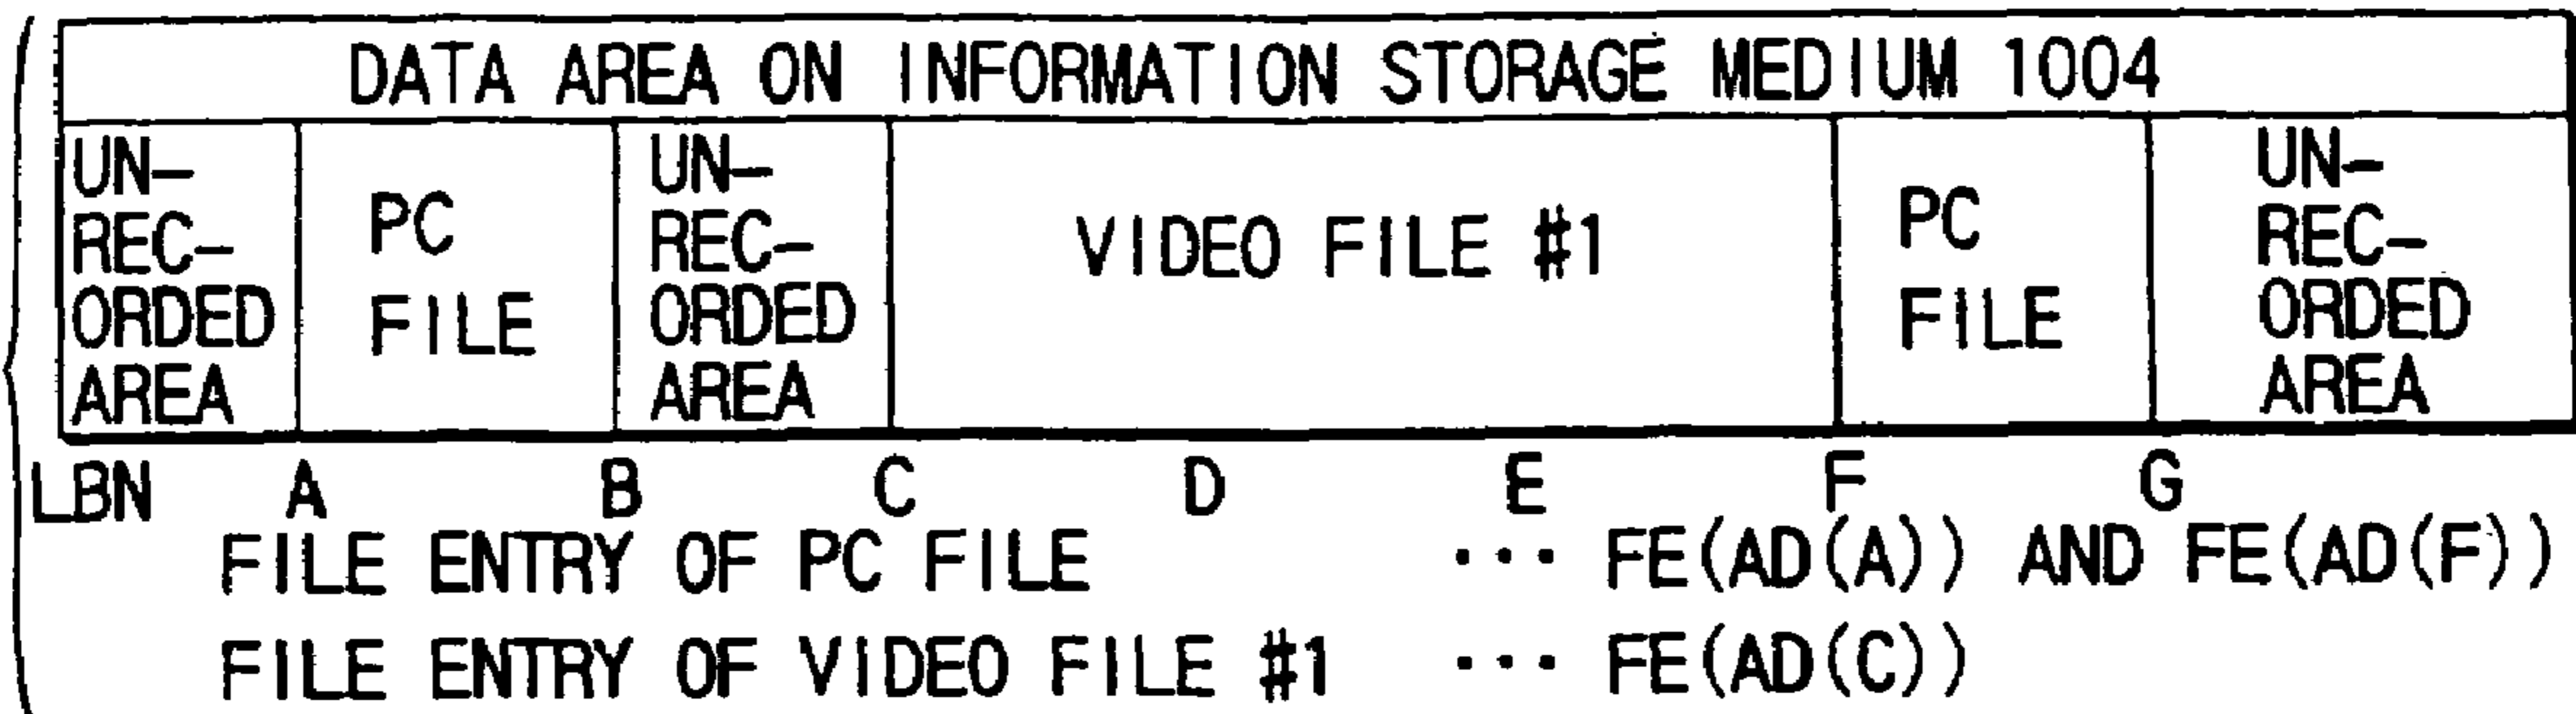 DATA AREA ON INFORMATION STORAGE MEDIUM 1004
UN-
REC-
ORDED
AREA
PC
FILE
UN-
REC-
ORDED
AREA
VIDEO FILE #1
PC
FILE
UN-
REC-
ORDED
AREA
LBN A B C D E F G
FILE ENTRY OF PC FILE ... FE(AD(A)) AND FE(AD(F))
FILE ENTRY OF VIDEO FILE #1 ... FE(AD(C))